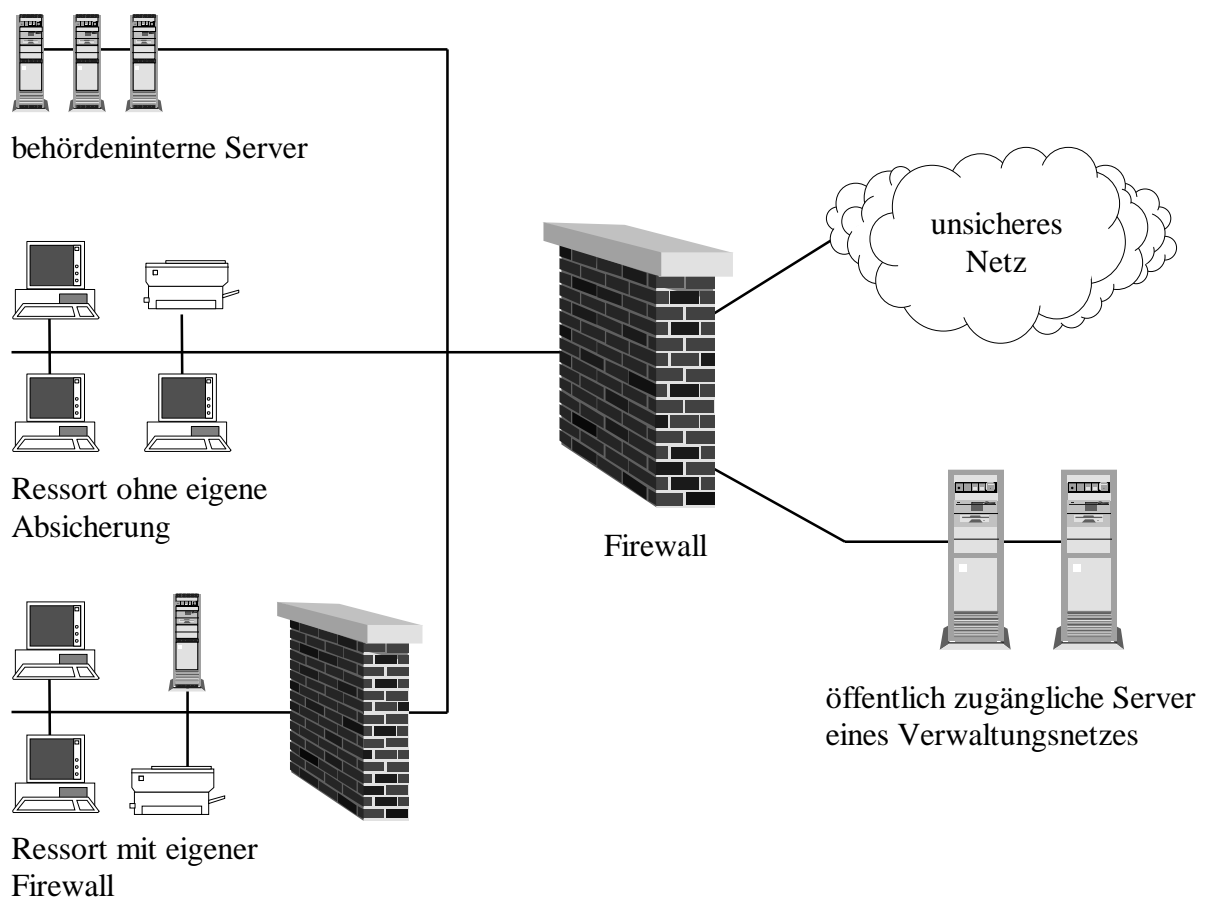 behördeninterne Server
unsicheres
Netz
Ressort ohne eigene
Absicherung
Firewall
öffentlich zugängliche Server
eines Verwaltungsnetzes
Ressort mit eigener
Firewall